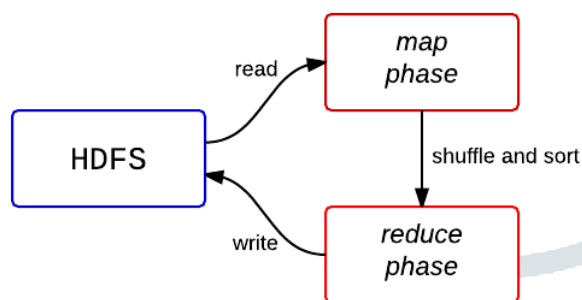 map
phase
read
HDFS
shuffle and sort
write
reduce
phase